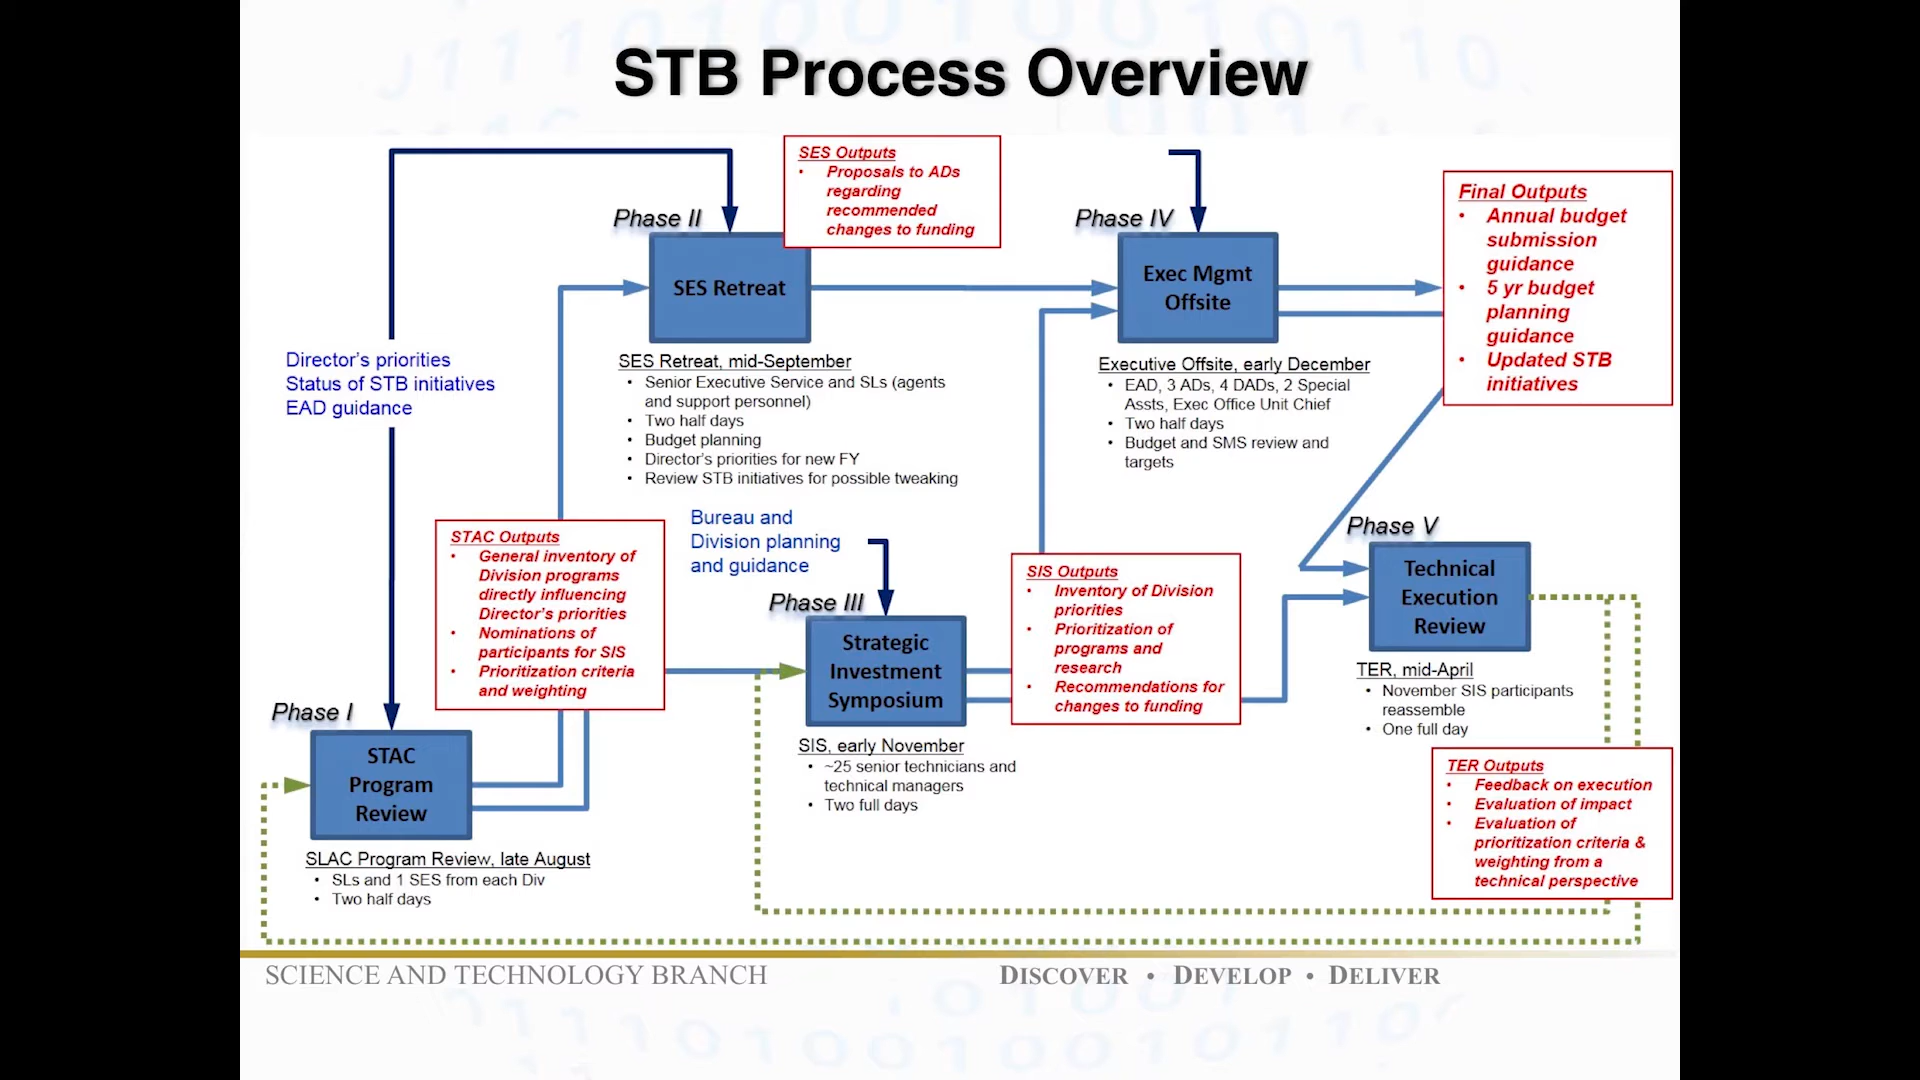 STB Process Overview
SES Outputs
• Proposals to ADs
regarding
recommended
changes to funding
Final Outputs
• Annual budget
submission
guidance
• 5 yr budget
planning
guidance
• Updated STB
initiatives
Phase II
SES Retreat
Phase IV
Exec Mgmt
Offsite
Director's priorities
Status of STB initiatives
EAD guidance
SES Retreat, mid-September
• Senior Executive Service and SLs (agents
and support personnel)
• Two half days
• Budget planning
• Director's priorities for new FY
• Review STB initiatives for possible tweaking
Executive Offsite, early December
• EAD, 3 ADs, 4 DADs, 2 Special
Assts, Exec Office Unit Chief
• Two half days
• Budget and SMS review and
targets
STAC Outputs
• General inventory of
Division programs
directly influencing
Director's priorities
• Nominations of
participants for SIS
• Prioritization criteria
and weighting
Bureau and
Division planning
and guidance
Phase III
Strategic
Investment
Symposium
SIS Outputs
• Inventory of Division
priorities
• Prioritization of
programs and
research
• Recommendations for
changes to funding
Phase V
Technical
Execution
Review
TER, mid-April
• November SIS participants
reassemble
• One full day
Phase I
STAC
Program
Review
SIS, early November
• ~25 senior technicians and
technical managers
• Two full days
TER Outputs
• Feedback on execution
• Evaluation of impact
• Evaluation of
prioritization criteria &
weighting from a
technical perspective
SLAC Program Review, late August
• SLs and 1 SES from each Div
• Two half days
SCIENCE AND TECHNOLOGY BRANCH
DISCOVER • DEVELOP • DELIVER